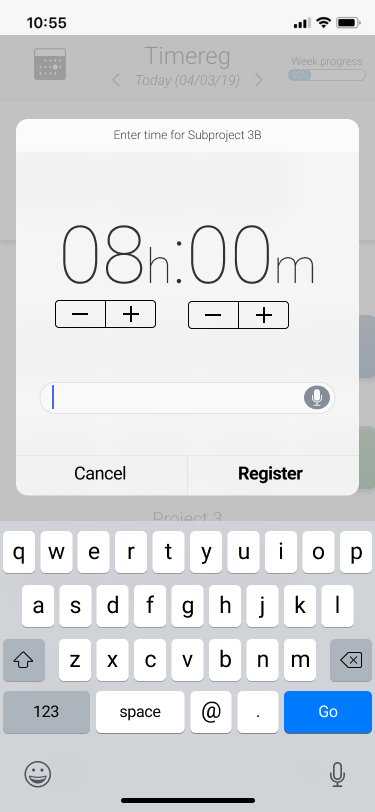 10:55
Timereg
Today (04/03/19)
Week progress
Enter time for Subproject 3B
08h:00m
Cancel
Register
Project 3
q w e r t y u i o p
a s d f g h j k l
z x c v b n m
123 space @ . Go